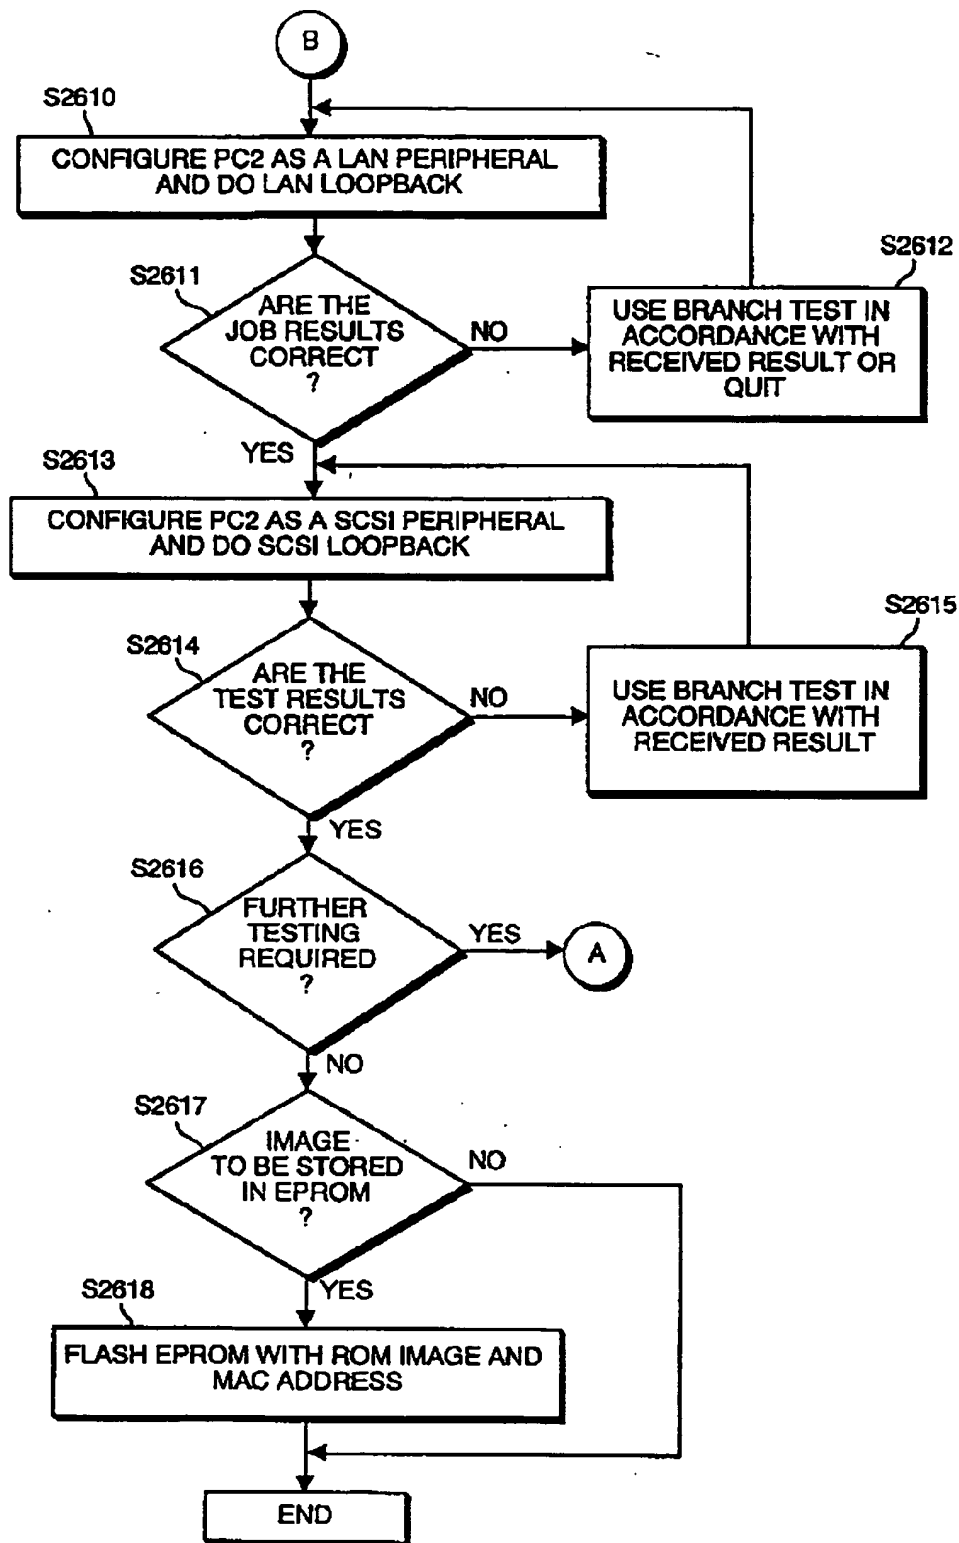 B
S2610
CONFIGURE PC2 AS A LAN PERIPHERAL
AND DO LAN LOOPBACK
S2611
ARE THE
JOB RESULTS
CORRECT
?
NO
S2612
USE BRANCH TEST IN
ACCORDANCE WITH
RECEIVED RESULT OR
QUIT
YES
S2613
CONFIGURE PC2 AS A SCSI PERIPHERAL
AND DO SCSI LOOPBACK
S2614
ARE THE
TEST RESULTS
CORRECT
?
NO
S2615
USE BRANCH TEST IN
ACCORDANCE WITH
RECEIVED RESULT
YES
S2616
FURTHER
TESTING
REQUIRED
?
YES
A
NO
S2617
IMAGE
TO BE STORED
IN EPROM
?
NO
YES
S2618
FLASH EPROM WITH ROM IMAGE AND
MAC ADDRESS
END